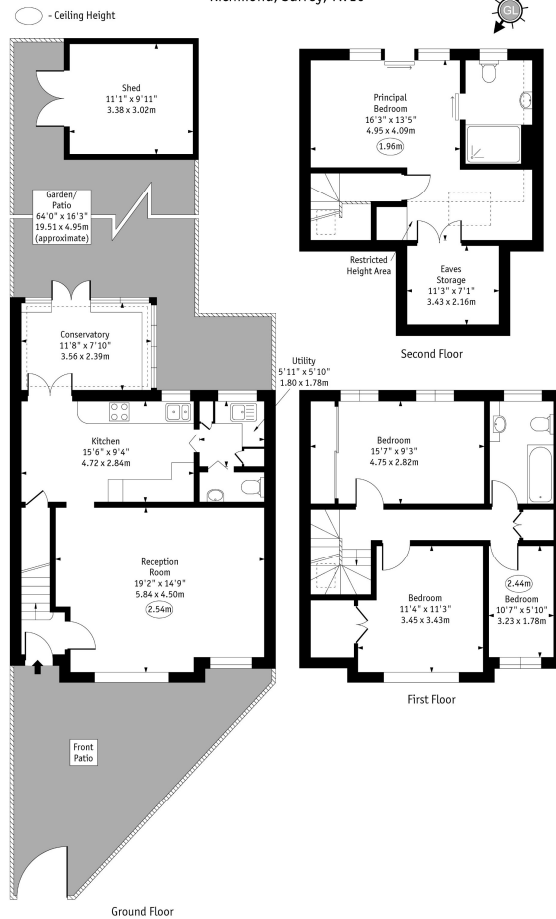 - Ceiling Height
GL
Shed
11'1" x 9'11"
3.38 x 3.02m
Garden/
Patio
64'0" x 16'3"
19.51 x 4.95m
(approximate)
Conservatory
11'8" x 7'10"
3.56 x 2.39m
Utility
5'11" x 5'10"
1.80 x 1.78m
Kitchen
15'6" x 9'4"
4.72 x 2.84m
Reception
Room
19'2" x 14'9"
5.84 x 4.50m
2.54m
Front
Patio
Ground Floor
Principal
Bedroom
16'3" x 13'5"
4.95 x 4.09m
1.96m
Restricted
Height Area
Eaves
Storage
11'3" x 7'1"
3.43 x 2.16m
Second Floor
Bedroom
15'7" x 9'3"
4.75 x 2.82m
Bedroom
11'4" x 11'3"
3.45 x 3.43m
2.44m
Bedroom
10'7" x 5'10"
3.23 x 1.78m
First Floor